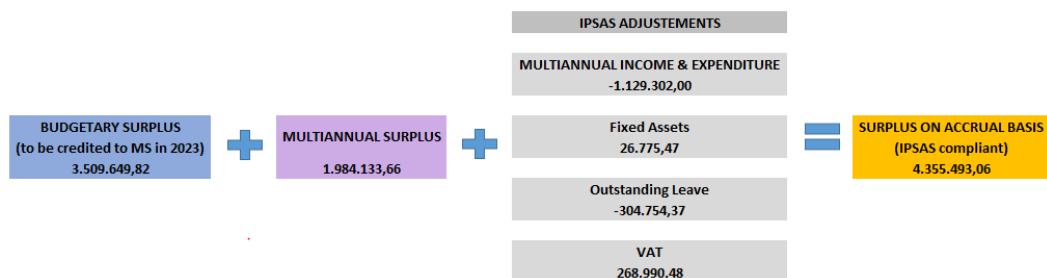 IPSAS ADJUSTEMENTS
MULTIANNUAL INCOME & EXPENDITURE
-1.129.302,00
BUDGETARY SURPLUS
(to be credited to MS in 2023)
3.509.649,82
MULTIANNUAL SURPLUS
1.984.133,66
Fixed Assets
26.775,47
SURPLUS ON ACCRUAL BASIS
(IPSAS compliant)
4.355.493,06
Outstanding Leave
-304.754,37
VAT
268.990,48